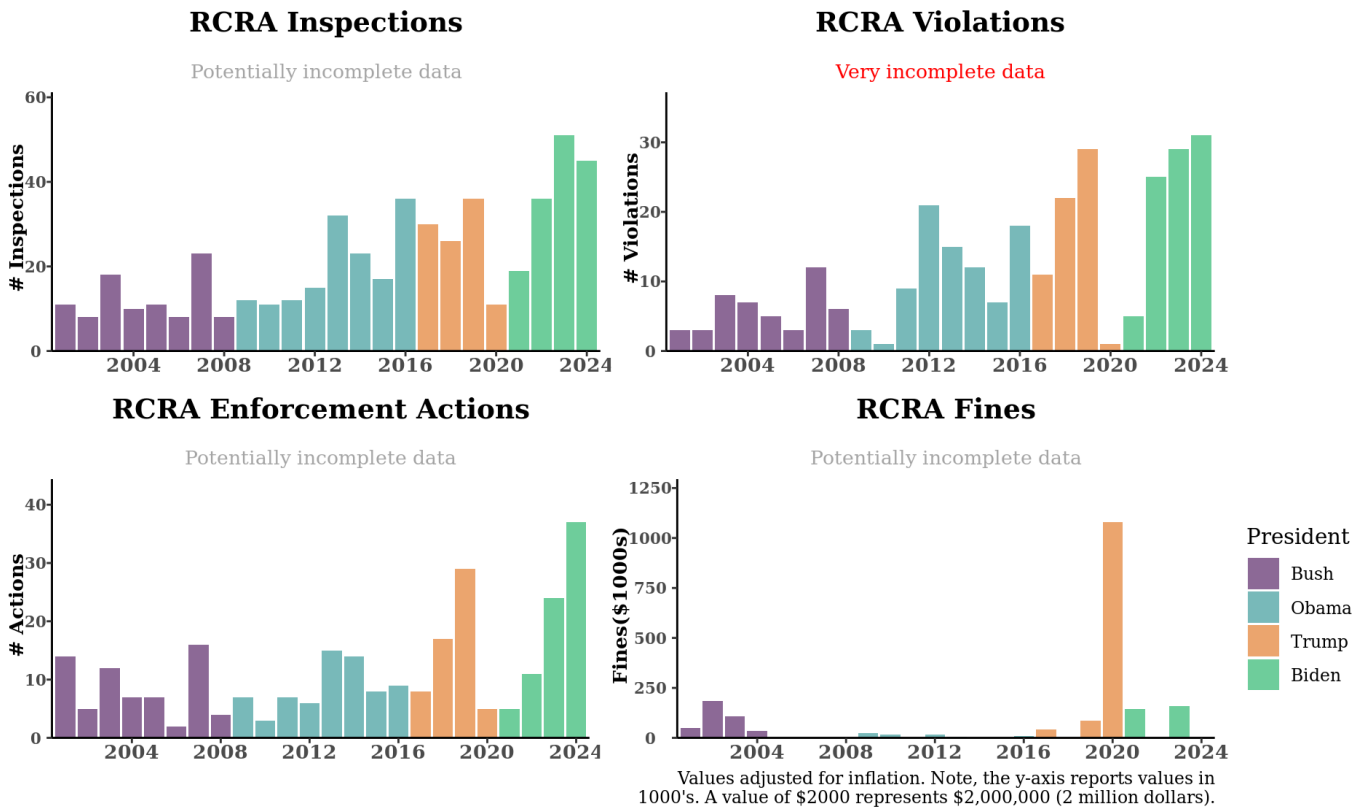 RCRA Inspections
Potentially incomplete data
# Inspections
60
40
20
0
2004 2008 2012 2016 2020 2024
RCRA Violations
Very incomplete data
# Violations
30
20
10
0
2004 2008 2012 2016 2020 2024
RCRA Enforcement Actions
Potentially incomplete data
# Actions
40
30
20
10
0
2004 2008 2012 2016 2020 2024
RCRA Fines
Potentially incomplete data
Fines($1000s)
1250
1000
750
500
250
0
2004 2008 2012 2016 2020 2024
President
Bush
Obama
Trump
Biden
Values adjusted for inflation. Note, the y-axis reports values in
1000's. A value of $2000 represents $2,000,000 (2 million dollars).